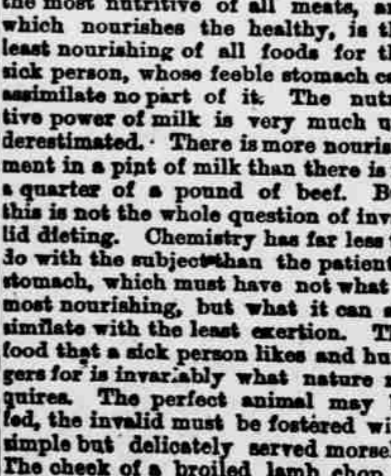 the most nutritive of all meats, an
which nourishes the healthy, is th
least nourishing of all foods for th
sick person, whose feeble stomach ca
assimilate no part of it. The nutr
tive power of milk is very much u
derestimated. There is more nouris
ment in a pint of milk than there is
a quarter of a pound of beef. B
this is not the whole question of inv
lid dieting. Chemistry has far less
do with the subject than the patient
stomach, which must have not what
most nourishing, but what it can a
simílate with the least exertion. T
food that a sick person likes and hu
gers for is invariably what nature
quires. The perfect animal may
fed, the invalid must be fostered wi
simple but delicately served morse
The cheek of a broiled lamb chop